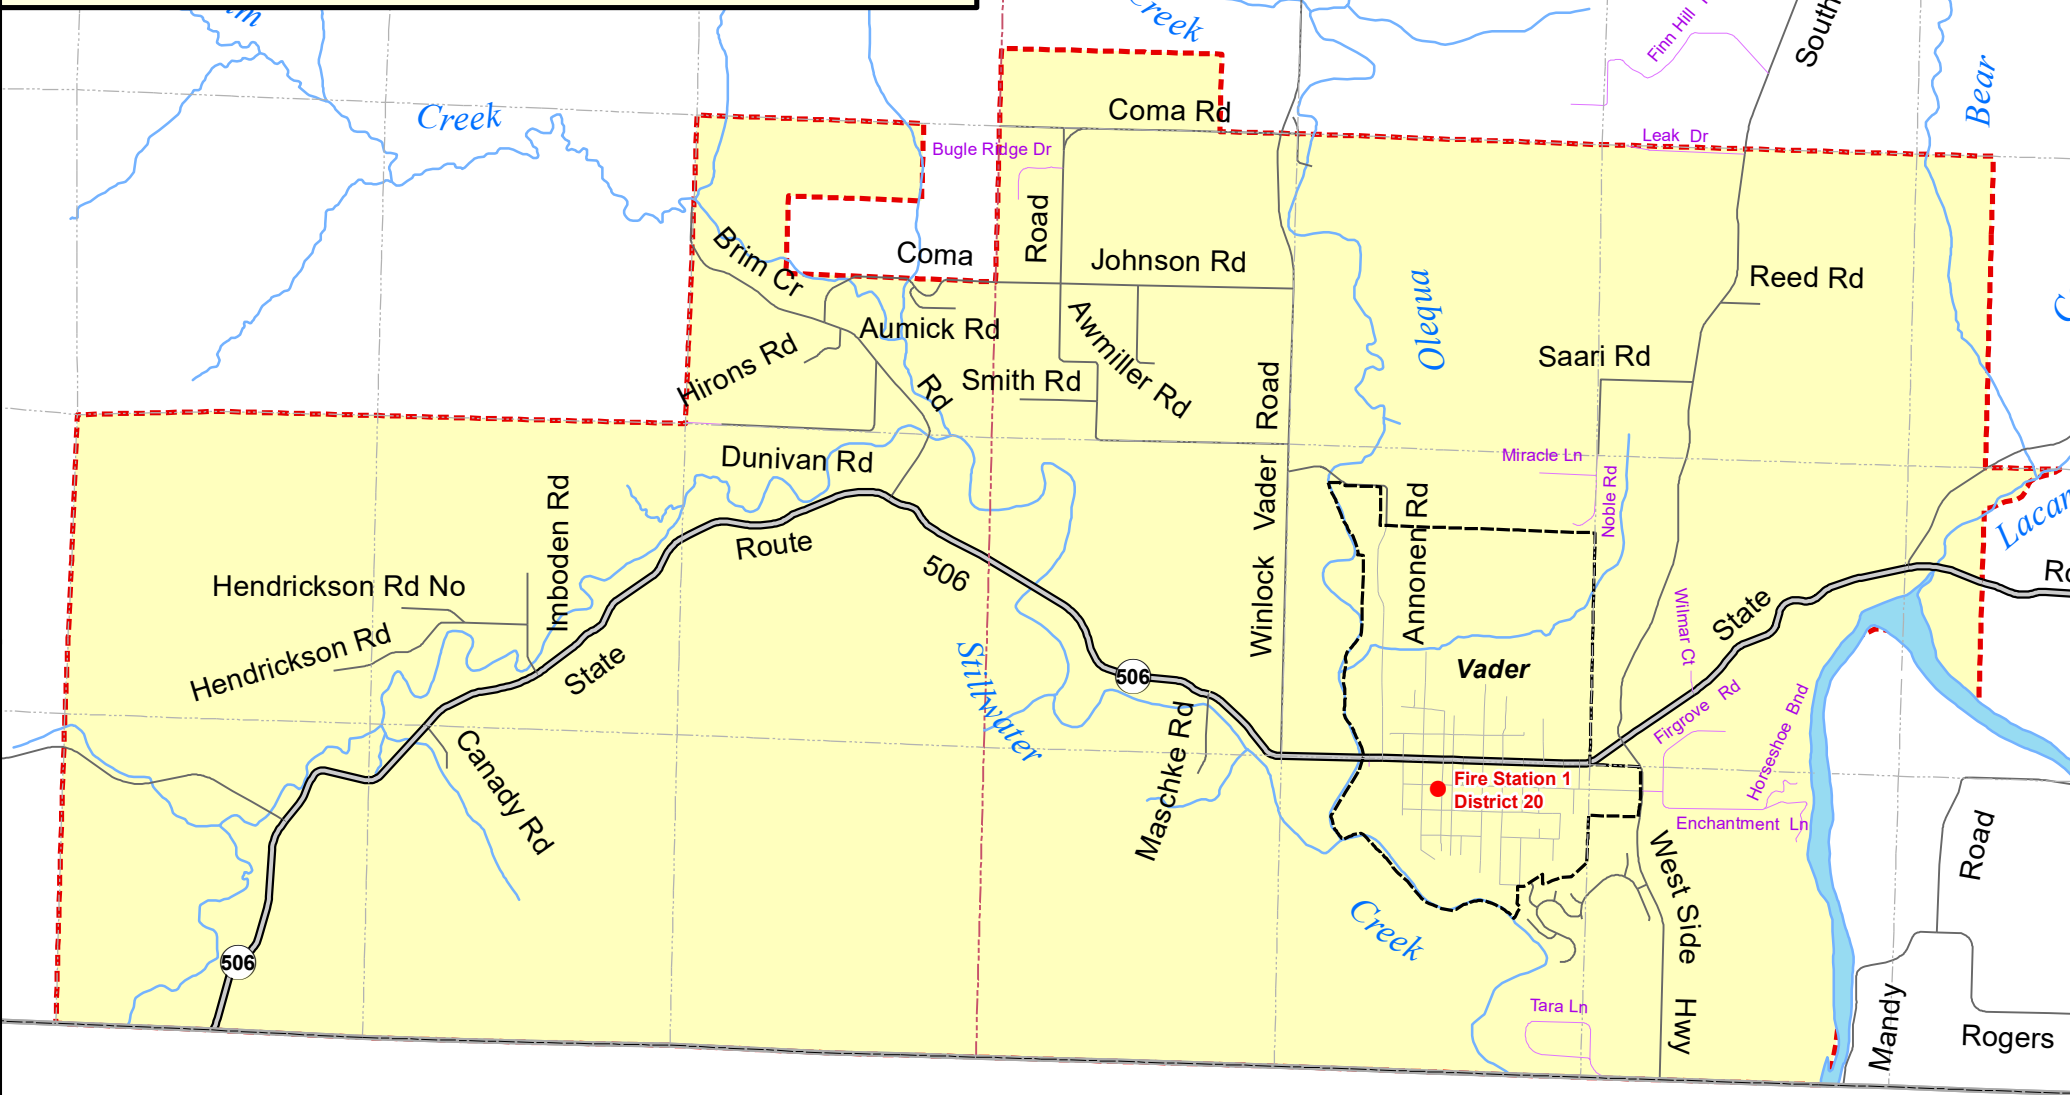 Creek
Finn Hill
South
Bear
Creek
Coma Rd
Leak Dr
Bugle Ridge Dr
Road
Brim Cr
Coma
Johnson Rd
Reed Rd
Olequa
Aumick Rd
Awmiller Rd
Hirons Rd
Saari Rd
Smith Rd
Rd
Road
Dunivan Rd
Miracle Ln
Vader
Noble Rd
Annonen Rd
Imboden Rd
Route
506
Winlock
Hendrickson Rd No
Hendrickson Rd
State
Wilmar Ct
State
Stillwater
506
Vader
Firgrove Rd
Horseshoe Bnd
Maschke Rd
Canady Rd
Fire Station 1
District 20
Enchantment Ln
Road
West Side
Creek
506
Tara Ln
Hwy
Mandy
Rogers